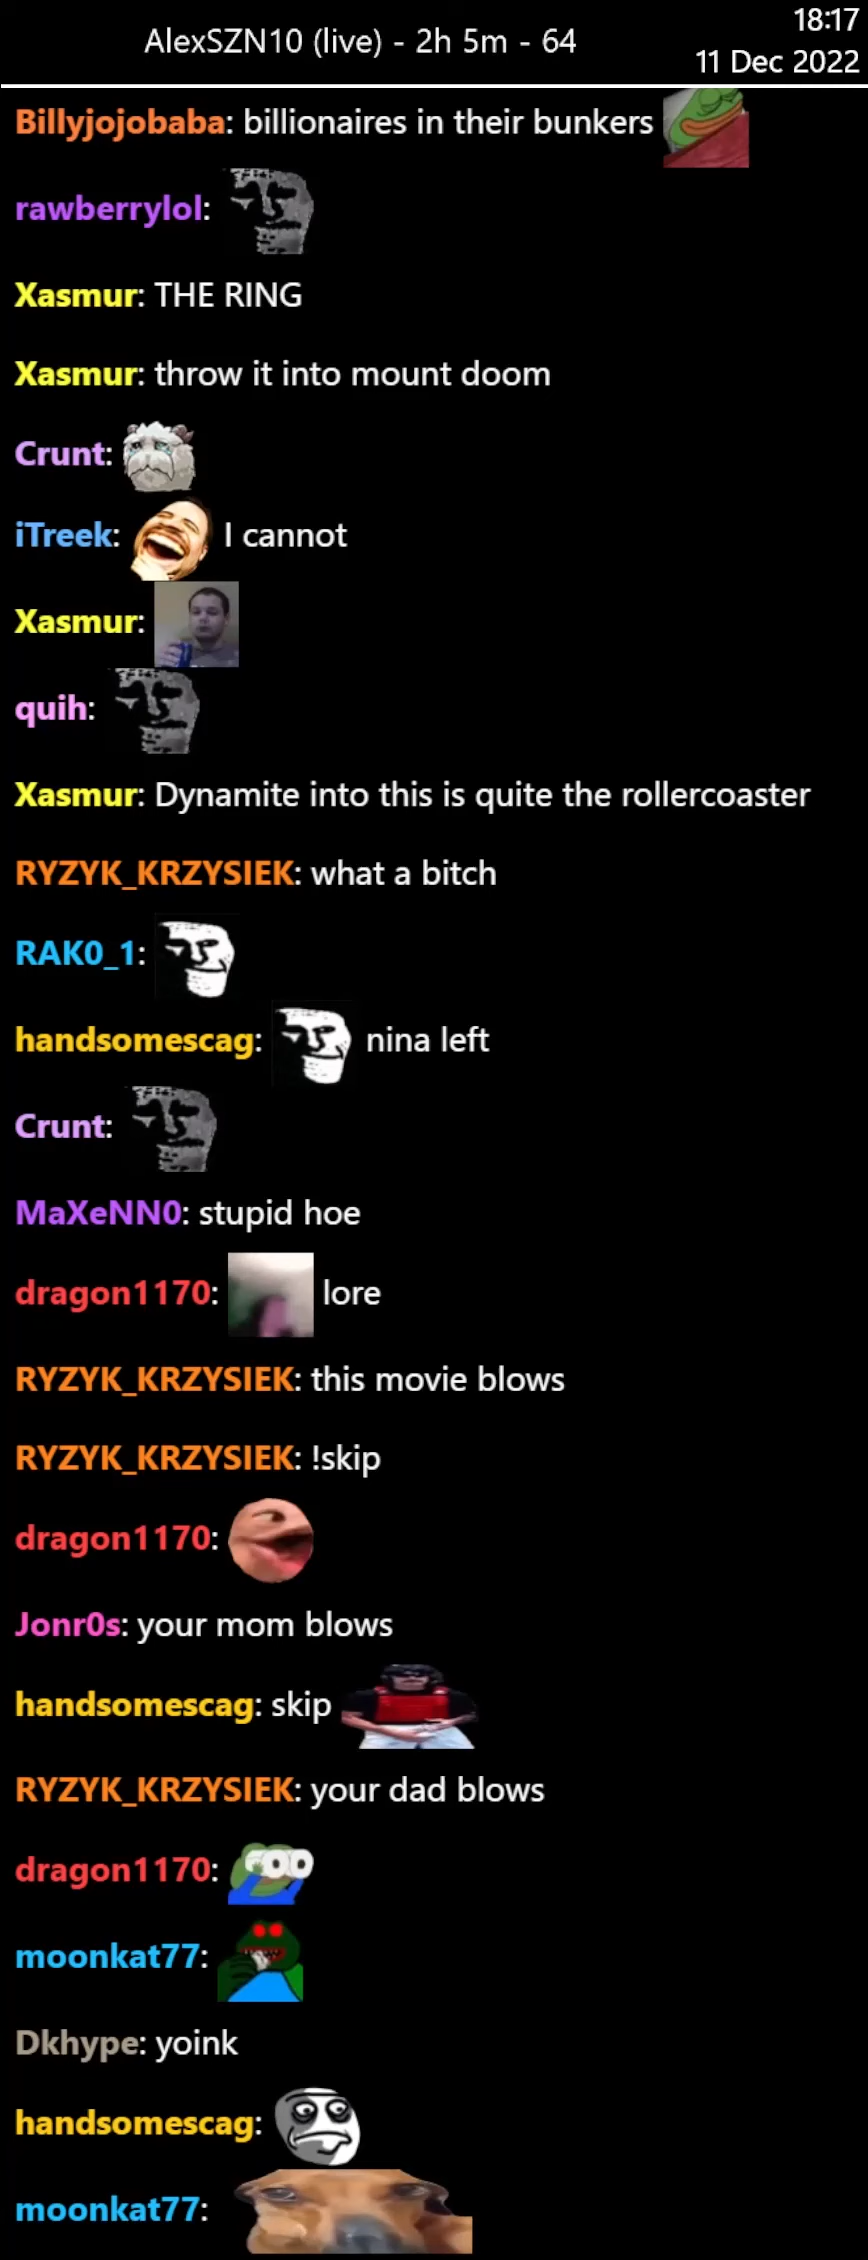 AlexSZN10 (live) - 2h 5m - 64
18:17
11 Dec 2022
Billyjojobaba: billionaires in their bunkers
rawberrylol:
Xasmur: THE RING
Xasmur: throw it into mount doom
Crunt:
iTreek: I cannot
Xasmur:
quih:
Xasmur: Dynamite into this is quite the rollercoaster
RYZYK_KRZYSIEK: what a bitch
RAK0_1:
handsomescag: nina left
Crunt:
MaXeNN0: stupid hoe
dragon1170: lore
RYZYK_KRZYSIEK: this movie blows
RYZYK_KRZYSIEK: !skip
dragon1170:
Jonr0s: your mom blows
handsomescag: skip
RYZYK_KRZYSIEK: your dad blows
dragon1170:
moonkat77:
Dkhype: yoink
handsomescag:
moonkat77: